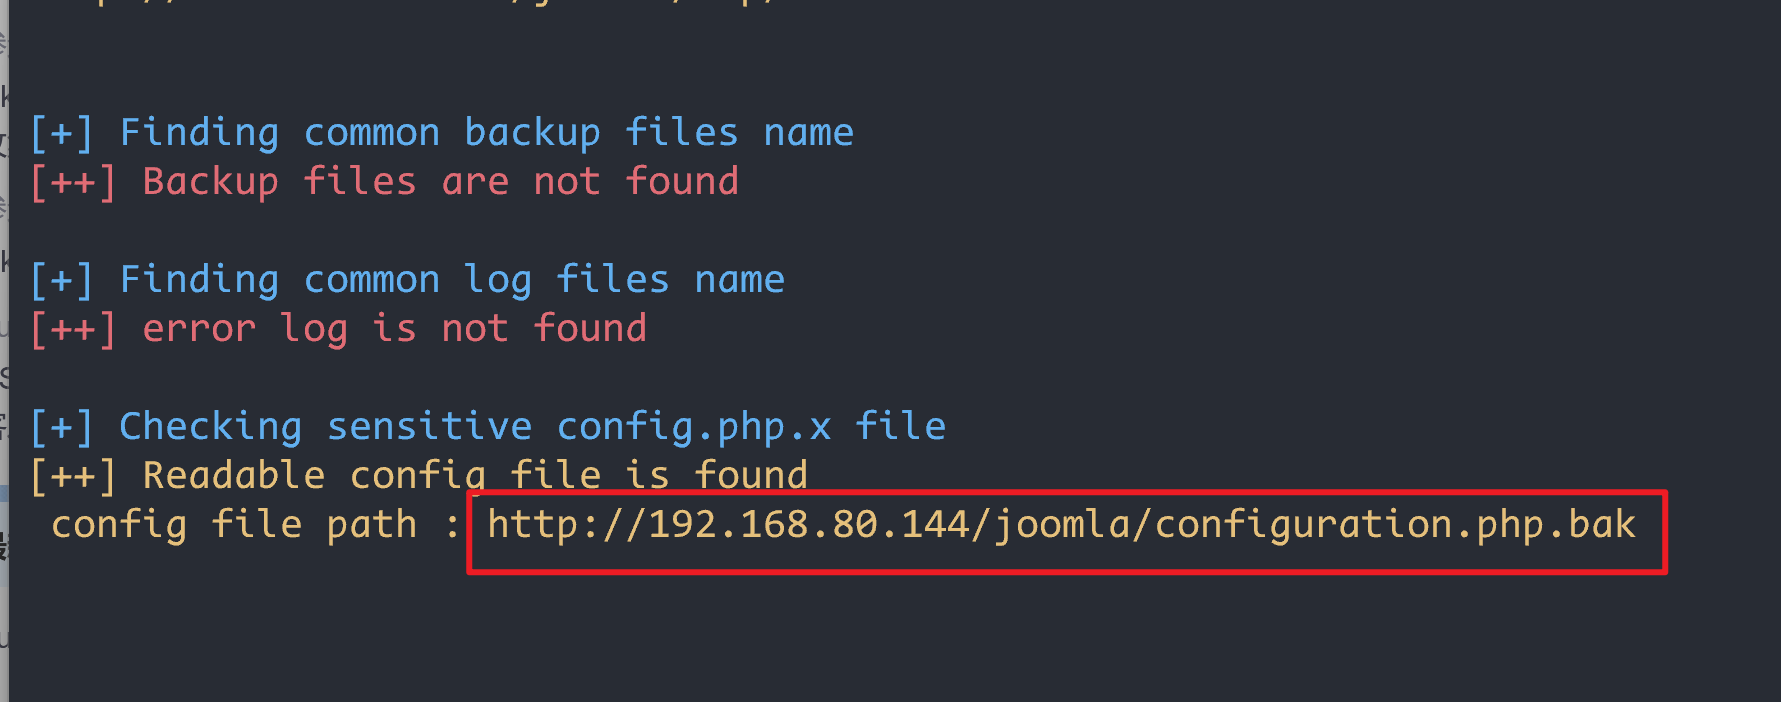 [+] Finding common backup files name
[++] Backup files are not found
[+] Finding common log files name
[++] error log is not found
[+] Checking sensitive config.php.x file
[++] Readable config file is found
config file path : http://192.168.80.144/joomla/configuration.php.bak